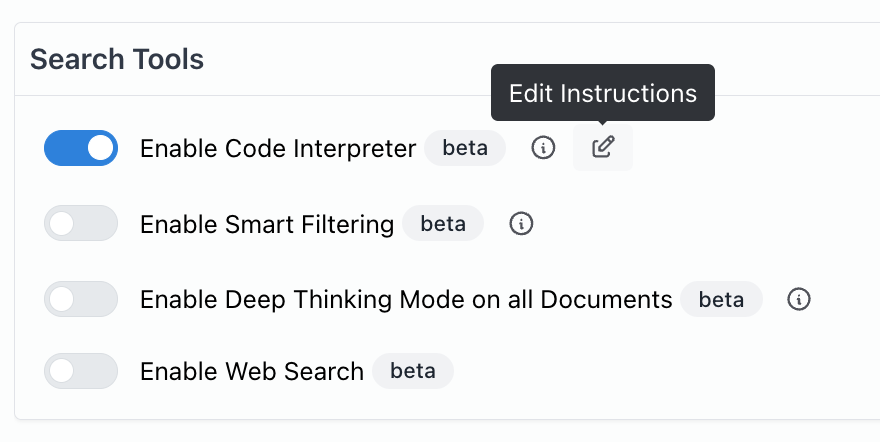 Search Tools
Edit Instructions
Enable Code Interpreter beta
Enable Smart Filtering beta
Enable Deep Thinking Mode on all Documents beta
Enable Web Search beta